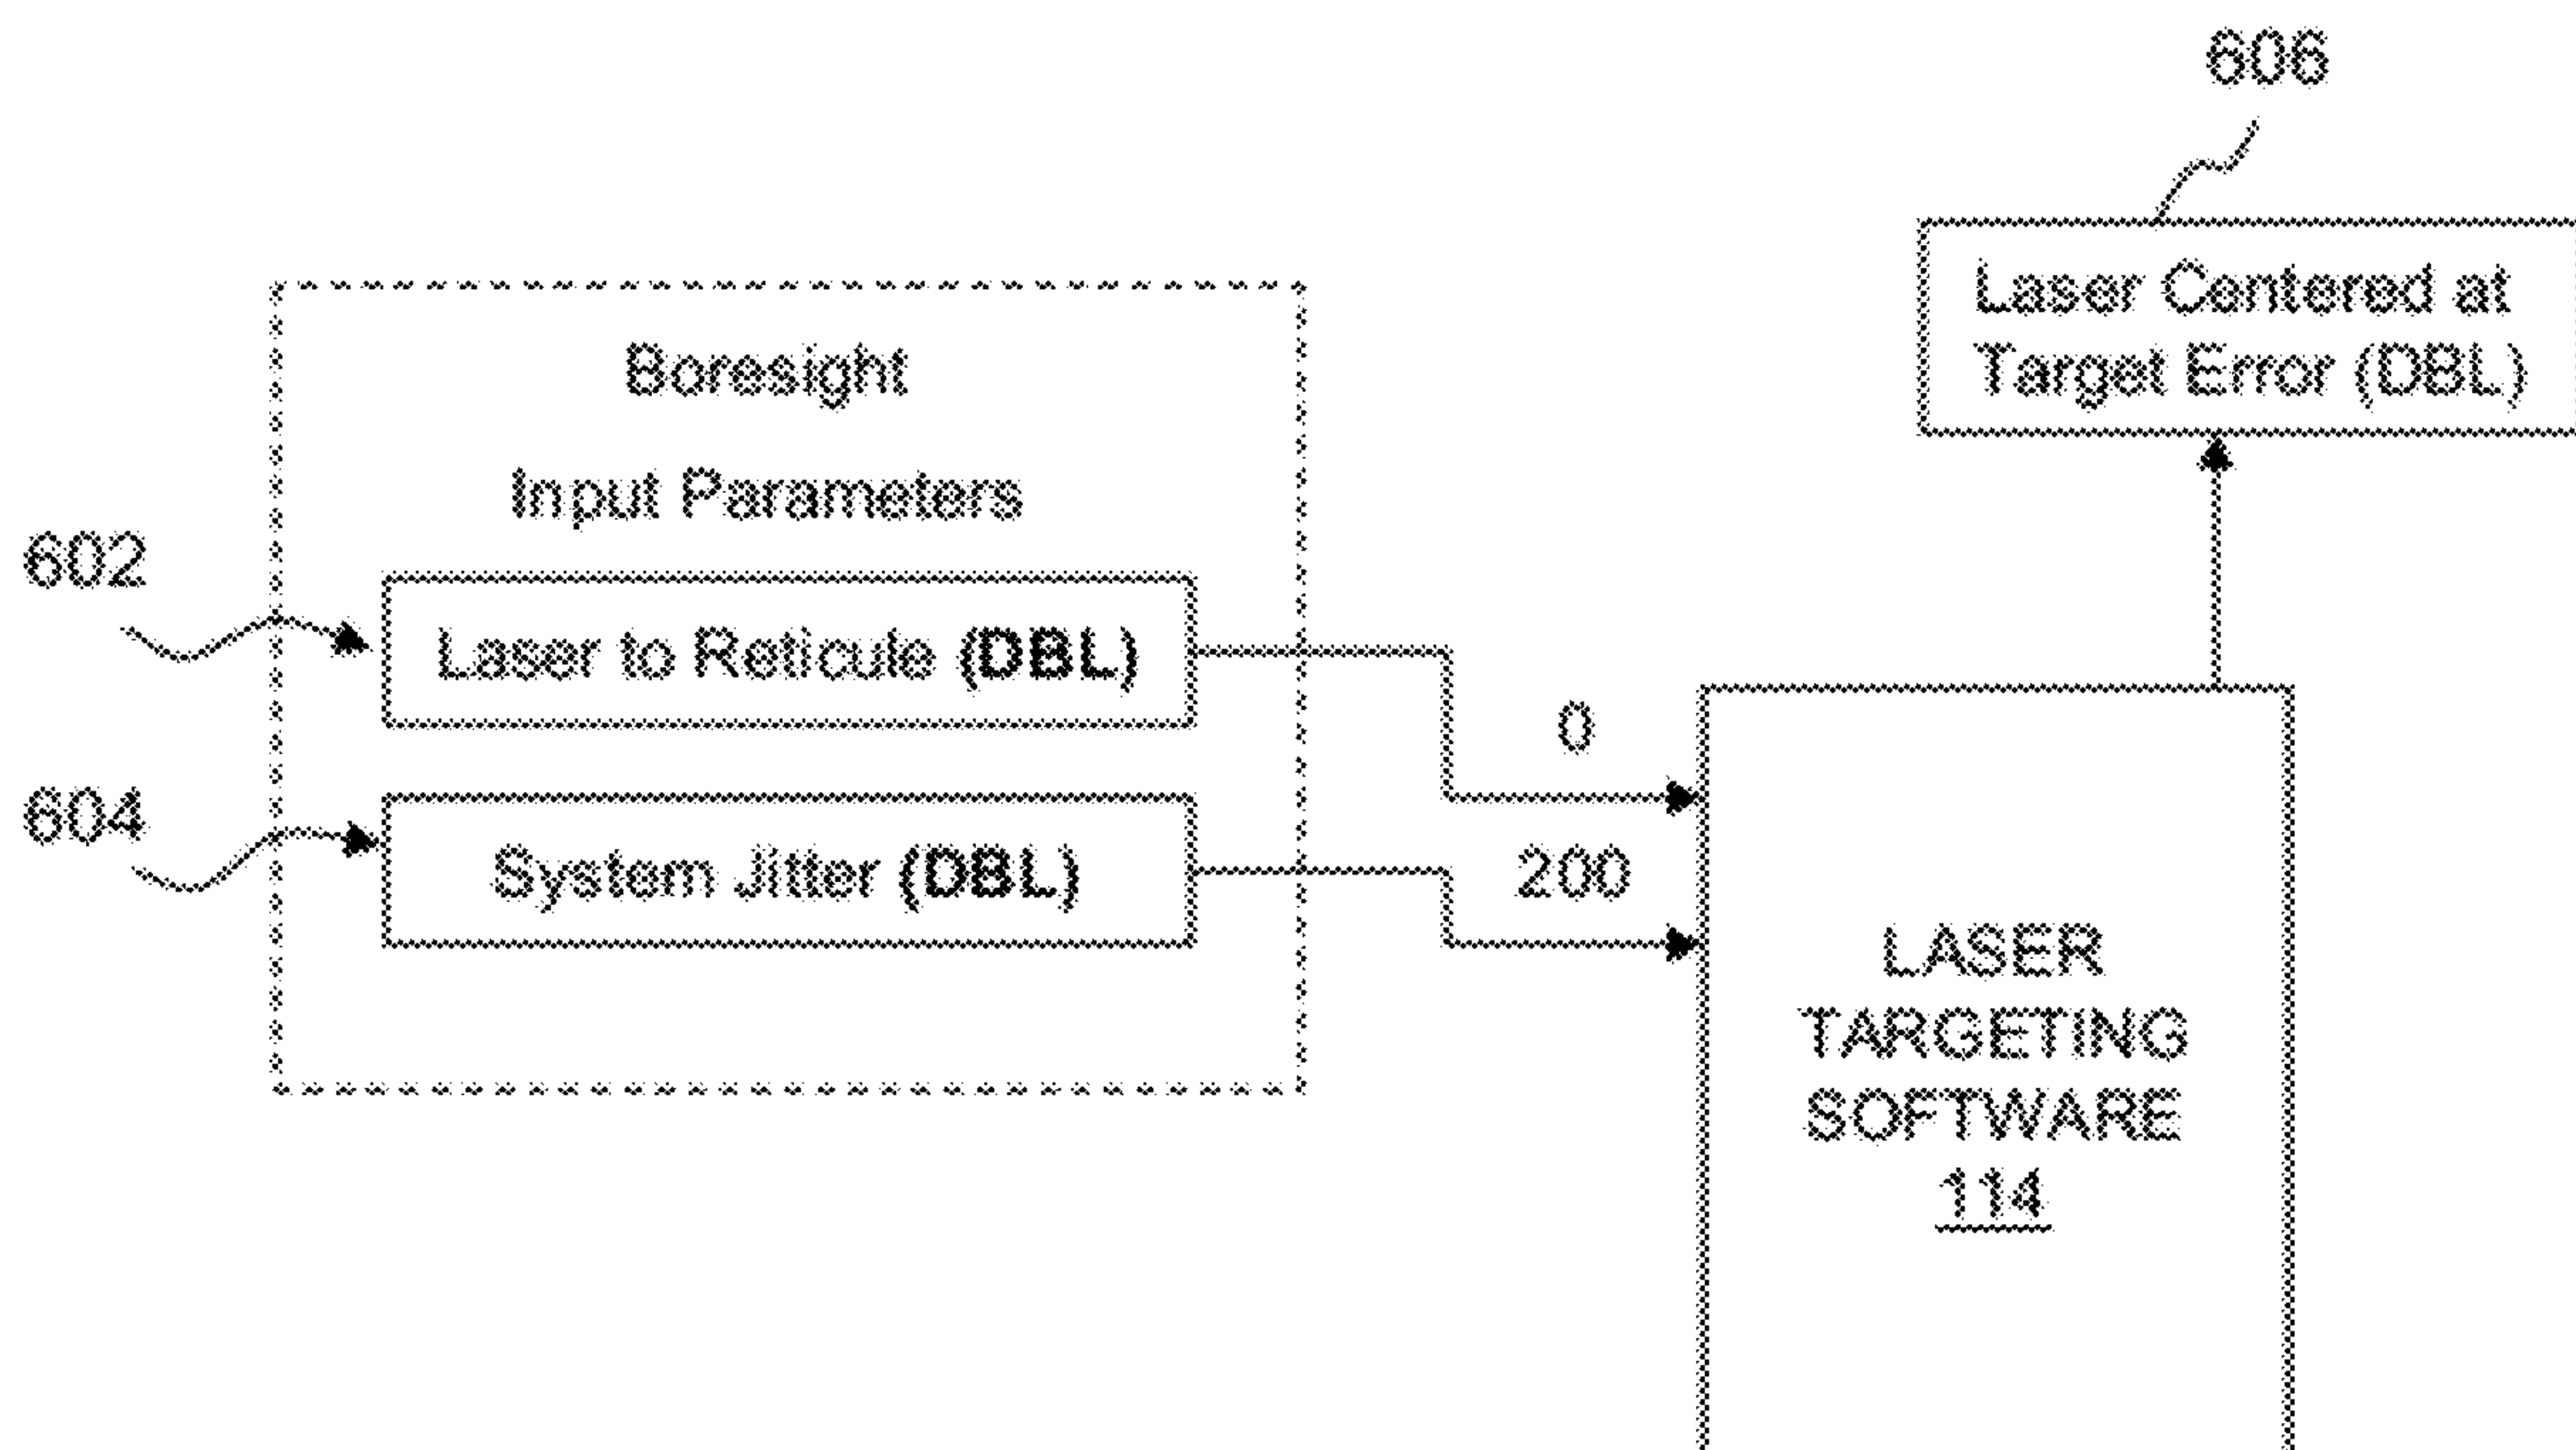 606
Laser Centered at
Target Error (DBL)
Boresight
Input Parameters
602
Laser to Reticule (DBL)
0
604
System Jitter (DBL)
200
LASER
TARGETING
SOFTWARE
114